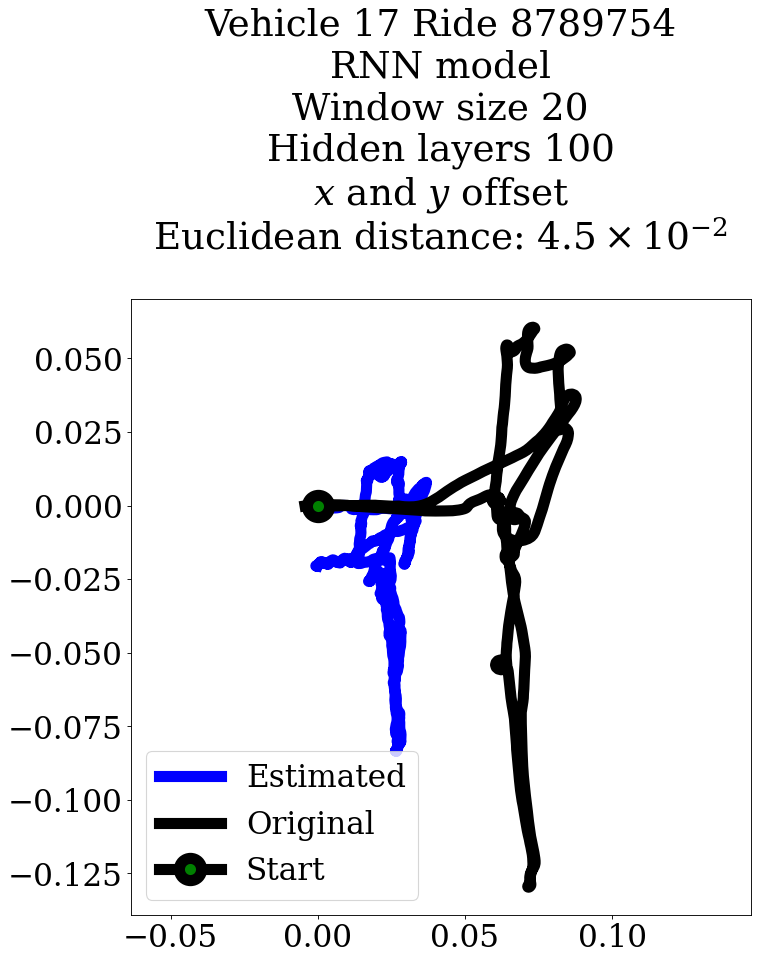 Vehicle 17 Ride 8789754
RNN model
Window size 20
Hidden layers 100
x and y offset
Euclidean distance: 4.5 × 10⁻²
0.050
0.025
0.000
−0.025
−0.050
−0.075
−0.100
−0.125
Estimated
Original
Start
−0.05 0.00 0.05 0.10